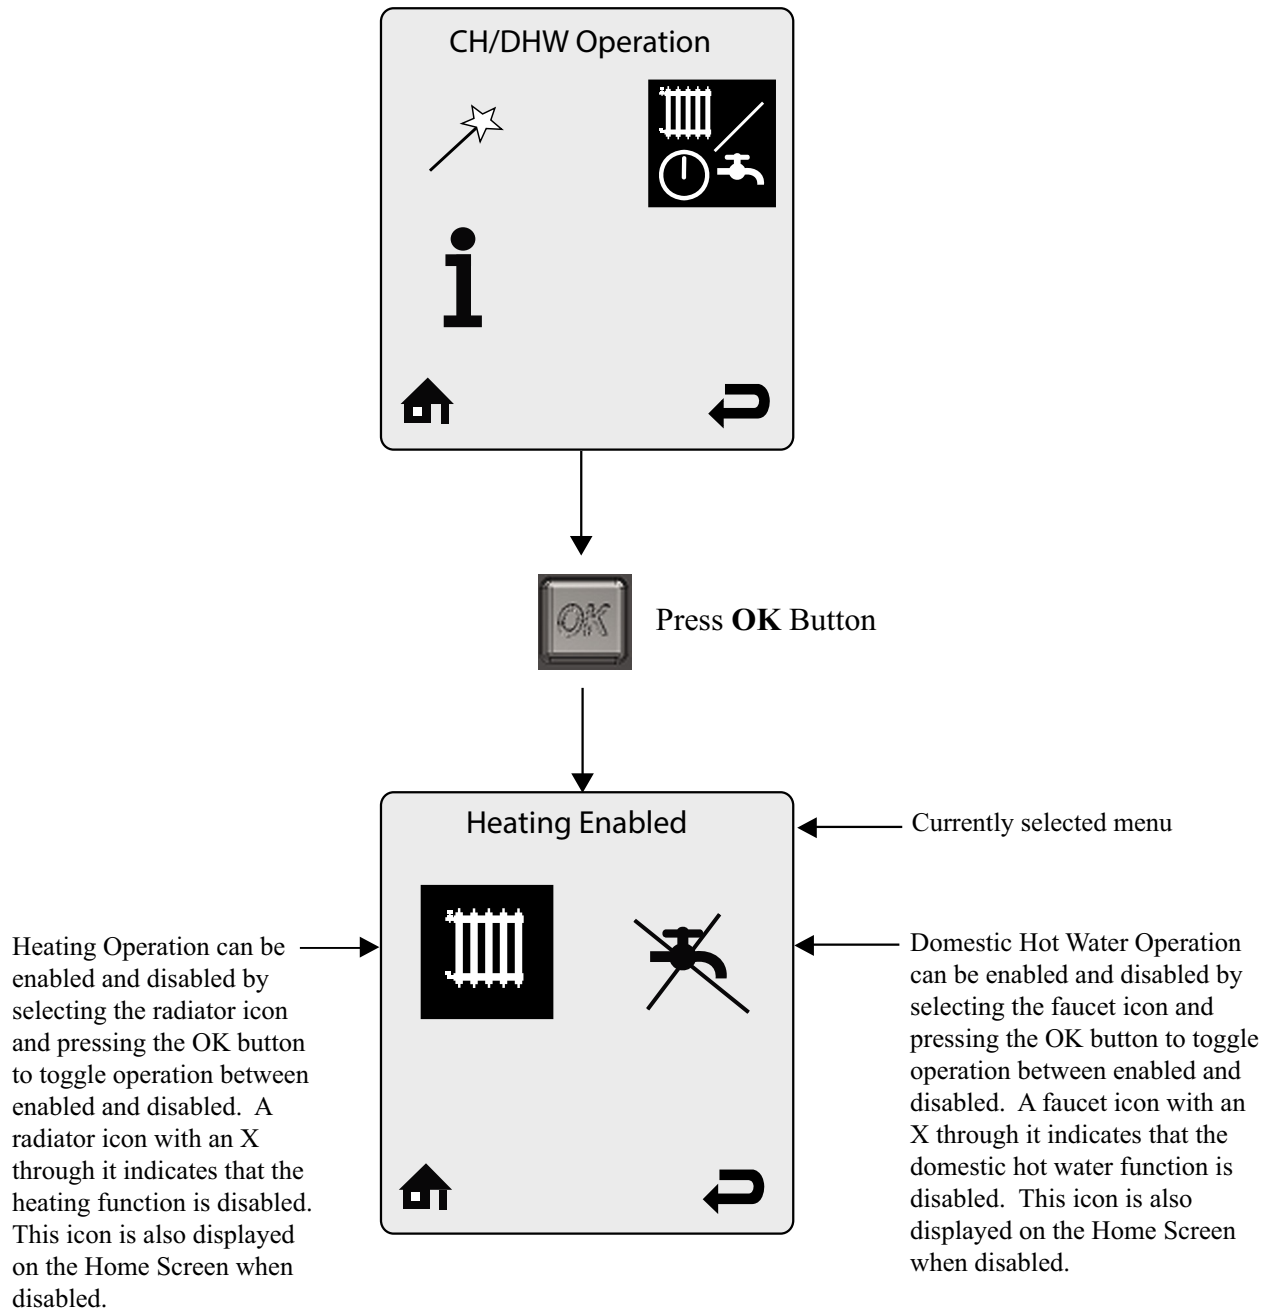 CH/DHW Operation
OK
Press OK Button
Heating Enabled
Currently selected menu
Heating Operation can be
enabled and disabled by
selecting the radiator icon
and pressing the OK button
to toggle operation between
enabled and disabled.  A
radiator icon with an X
through it indicates that the
heating function is disabled.
This icon is also displayed
on the Home Screen when
disabled.
Domestic Hot Water Operation
can be enabled and disabled by
selecting the faucet icon and
pressing the OK button to toggle
operation between enabled and
disabled.  A faucet icon with an
X through it indicates that the
domestic hot water function is
disabled.  This icon is also
displayed on the Home Screen
when disabled.